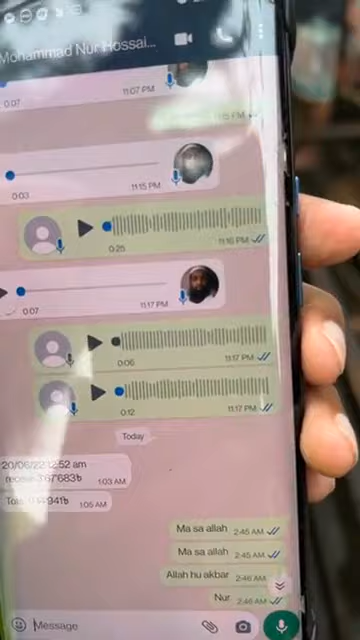 Mohammad Nur Hossai...
0:07
11:07 PM
11:15 PM
0:03
11:15 PM
0:25
11:16 PM
0:07
11:17 PM
0:06
11:17 PM
0:12
11:17 PM
Today
1:03 AM
1:05 AM
Ma sa allah 2:45 AM
Ma sa allah 2:45 AM
Allah hu akbar 2:46 AM
Nur 2:46 AM
Message